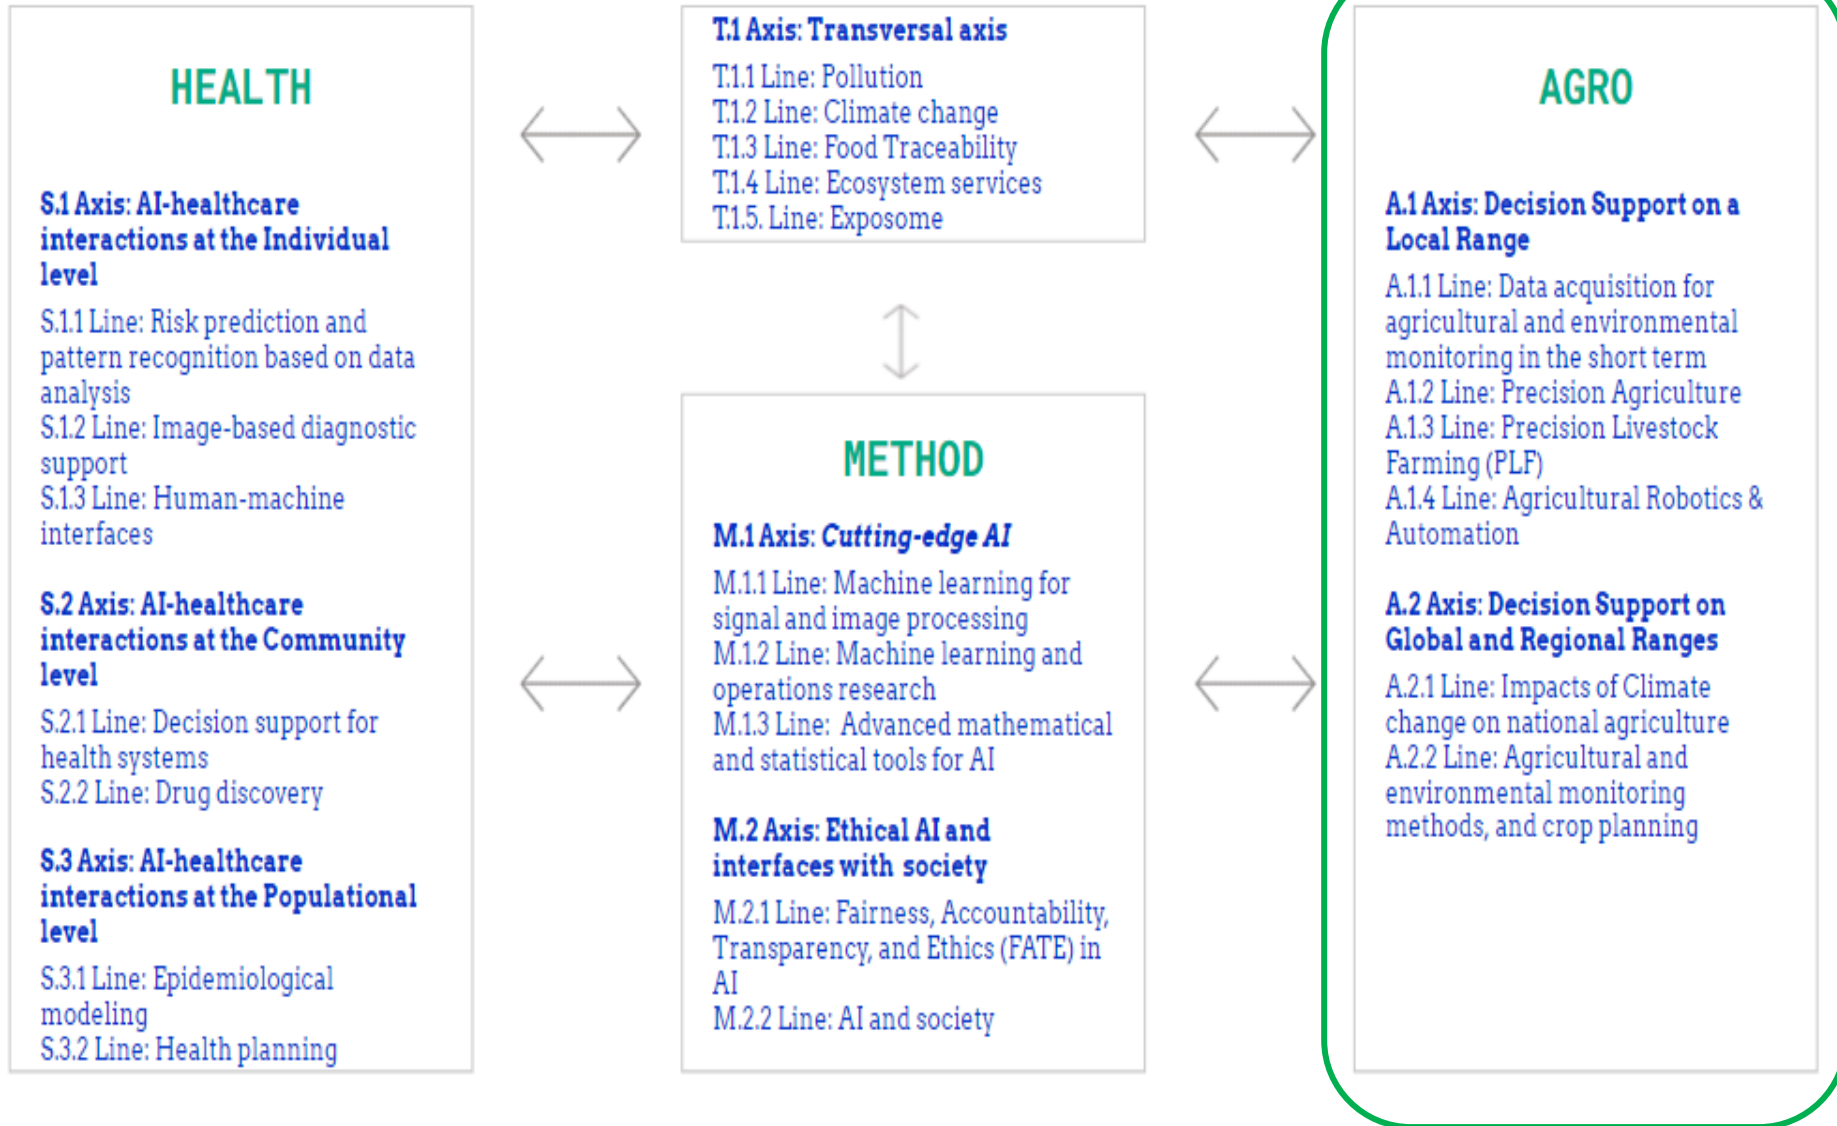 HEALTH
S.1 Axis: AI-healthcare
interactions at the Individual
level
S.1.1 Line: Risk prediction and
pattern recognition based on data
analysis
S.1.2 Line: Image-based diagnostic
support
S.1.3 Line: Human-machine
interfaces
S.2 Axis: AI-healthcare
interactions at the Community
level
S.2.1 Line: Decision support for
health systems
S.2.2 Line: Drug discovery
S.3 Axis: AI-healthcare
interactions at the Populational
level
S.3.1 Line: Epidemiological
modeling
S.3.2 Line: Health planning
T.1 Axis: Transversal axis
T.1.1 Line: Pollution
T.1.2 Line: Climate change
T.1.3 Line: Food Traceability
T.1.4 Line: Ecosystem services
T.1.5. Line: Exposome
METHOD
M.1 Axis: Cutting-edge AI
M.1.1 Line: Machine learning for
signal and image processing
M.1.2 Line: Machine learning and
operations research
M.1.3 Line: Advanced mathematical
and statistical tools for AI
M.2 Axis: Ethical AI and
interfaces with society
M.2.1 Line: Fairness, Accountability,
Transparency, and Ethics (FATE) in
AI
M.2.2 Line: AI and society
AGRO
A.1 Axis: Decision Support on a
Local Range
A.1.1 Line: Data acquisition for
agricultural and environmental
monitoring in the short term
A.1.2 Line: Precision Agriculture
A.1.3 Line: Precision Livestock
Farming (PLF)
A.1.4 Line: Agricultural Robotics &
Automation
A.2 Axis: Decision Support on
Global and Regional Ranges
A.2.1 Line: Impacts of Climate
change on national agriculture
A.2.2 Line: Agricultural and
environmental monitoring
methods, and crop planning